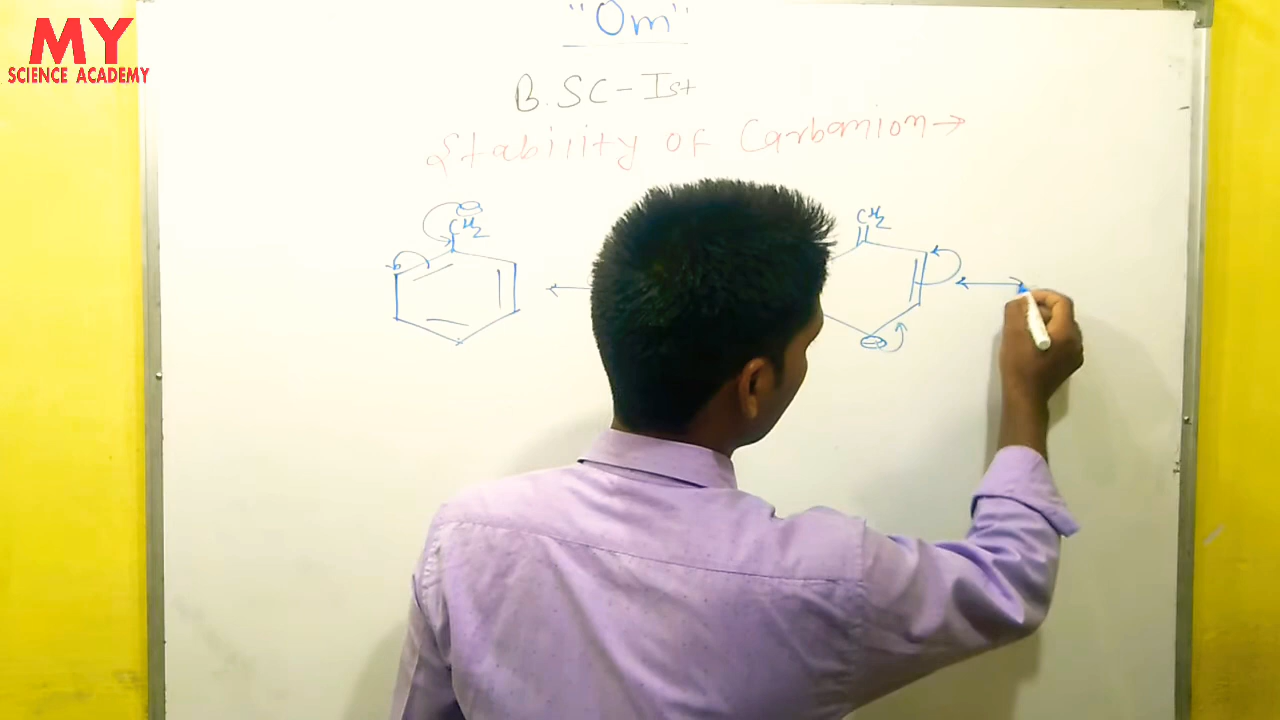 MY
SCIENCE ACADEMY
"Om"
B.SC-Ist
Stability of Carbanion→
CH2
CH2